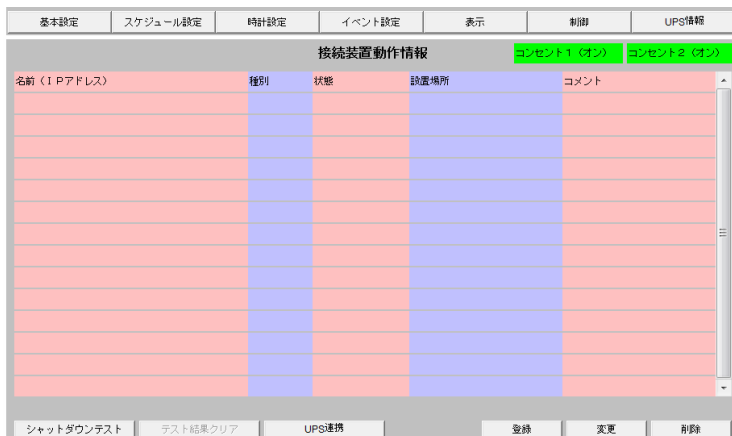 基本設定 スケジュール設定 時計設定 イベント設定 表示 制御 UPS情報
接続装置動作情報 コンセント1（オン） コンセント2（オン）
名前（ＩＰアドレス） 種別 状態 設置場所 コメント
シャットダウンテスト テスト結果クリア UPS連携 登録 変更 削除